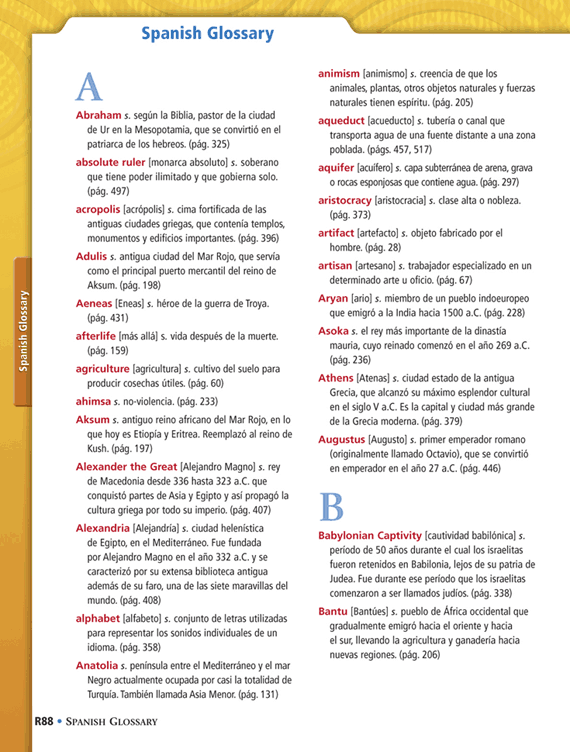 Spanish Glossary
A
Abraham s. según la Biblia, pastor de la ciudad
de Ur en la Mesopotamia, que se convirtió en el
patriarca de los hebreos. (pág. 325)
absolute ruler [monarca absoluto] s. soberano
que tiene poder ilimitado y que gobierna solo.
(pág. 497)
acropolis [acrópolis] s. cima fortificada de las
antiguas ciudades griegas, que contenía templos,
monumentos y edificios importantes. (pág. 396)
Adulis s. antigua ciudad del Mar Rojo, que servía
como el principal puerto mercantil del reino de
Aksum. (pág. 198)
Aeneas [Eneas] s. héroe de la guerra de Troya.
(pág. 431)
afterlife [más allá] s. vida después de la muerte.
(pág. 159)
agriculture [agricultura] s. cultivo del suelo para
producir cosechas útiles. (pág. 60)
ahimsa s. no-violencia. (pág. 233)
Aksum s. antiguo reino africano del Mar Rojo, en lo
que hoy es Etiopía y Eritrea. Reemplazó al reino de
Kush. (pág. 197)
Alexander the Great [Alejandro Magno] s. rey
de Macedonia desde 336 hasta 323 a.C. que
conquistó partes de Asia y Egipto y así propagó la
cultura griega por todo su imperio. (pág. 407)
Alexandria [Alejandría] s. ciudad helenística
de Egipto, en el Mediterráneo. Fue fundada
por Alejandro Magno en el año 332 a.C. y se
caracterizó por su extensa biblioteca antigua
además de su faro, una de las siete maravillas del
mundo. (pág. 408)
alphabet [alfabeto] s. conjunto de letras utilizadas
para representar los sonidos individuales de un
idioma. (pág. 358)
Anatolia s. península entre el Mediterráneo y el mar
Negro actualmente ocupada por casi la totalidad de
Turquía. También llamada Asia Menor. (pág. 131)
animism [animismo] s. creencia de que los
animales, plantas, otros objetos naturales y fuerzas
naturales tienen espíritu. (pág. 205)
aqueduct [acueducto] s. tubería o canal que
transporta agua de una fuente distante a una zona
poblada. (págs. 457, 517)
aquifer [acuífero] s. capa subterránea de arena, grava
o rocas esponjosas que contiene agua. (pág. 297)
aristocracy [aristocracia] s. clase alta o nobleza.
(pág. 373)
artifact [artefacto] s. objeto fabricado por el
hombre. (pág. 28)
artisan [artesano] s. trabajador especializado en un
determinado arte u oficio. (pág. 67)
Aryan [ario] s. miembro de un pueblo indoeuropeo
que emigró a la India hacia 1500 a.C. (pág. 228)
Asoka s. el rey más importante de la dinastía
mauria, cuyo reinado comenzó en el año 269 a.C.
(pág. 236)
Athens [Atenas] s. ciudad estado de la antigua
Grecia, que alcanzó su máximo esplendor cultural
en el siglo V a.C. Es la capital y ciudad más grande
de la Grecia moderna. (pág. 379)
Augustus [Augusto] s. primer emperador romano
(originalmente llamado Octavio), que se convirtió
en emperador en el año 27 a.C. (pág. 446)
B
Babylonian Captivity [cautividad babilónica] s.
período de 50 años durante el cual los israelitas
fueron retenidos en Babilonia, lejos de su patria de
Judea. Fue durante ese período que los israelitas
comenzaron a ser llamados judíos. (pág. 338)
Bantu [Bantúes] s. pueblo de África occidental que
gradualmente emigró hacia el oriente y hacia
el sur, llevando la agricultura y ganadería hacia
nuevas regiones. (pág. 206)
Spanish Glossary
R88 • SPANISH GLOSSARY